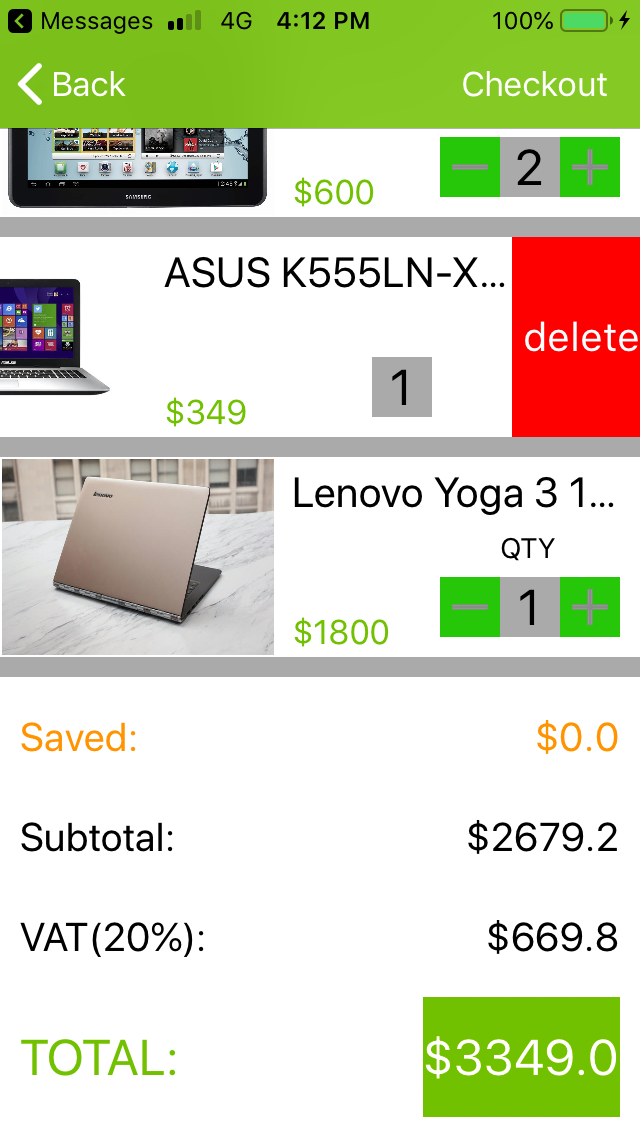 Messages 4G 4:12 PM 100%
Back Checkout
SAMSUNG
$600
− 2 +
ASUS K555LN-X...
delete
$349
1
Lenovo Yoga 3 1...
QTY
$1800
− 1 +
Saved: $0.0
Subtotal: $2679.2
VAT(20%): $669.8
TOTAL: $3349.0